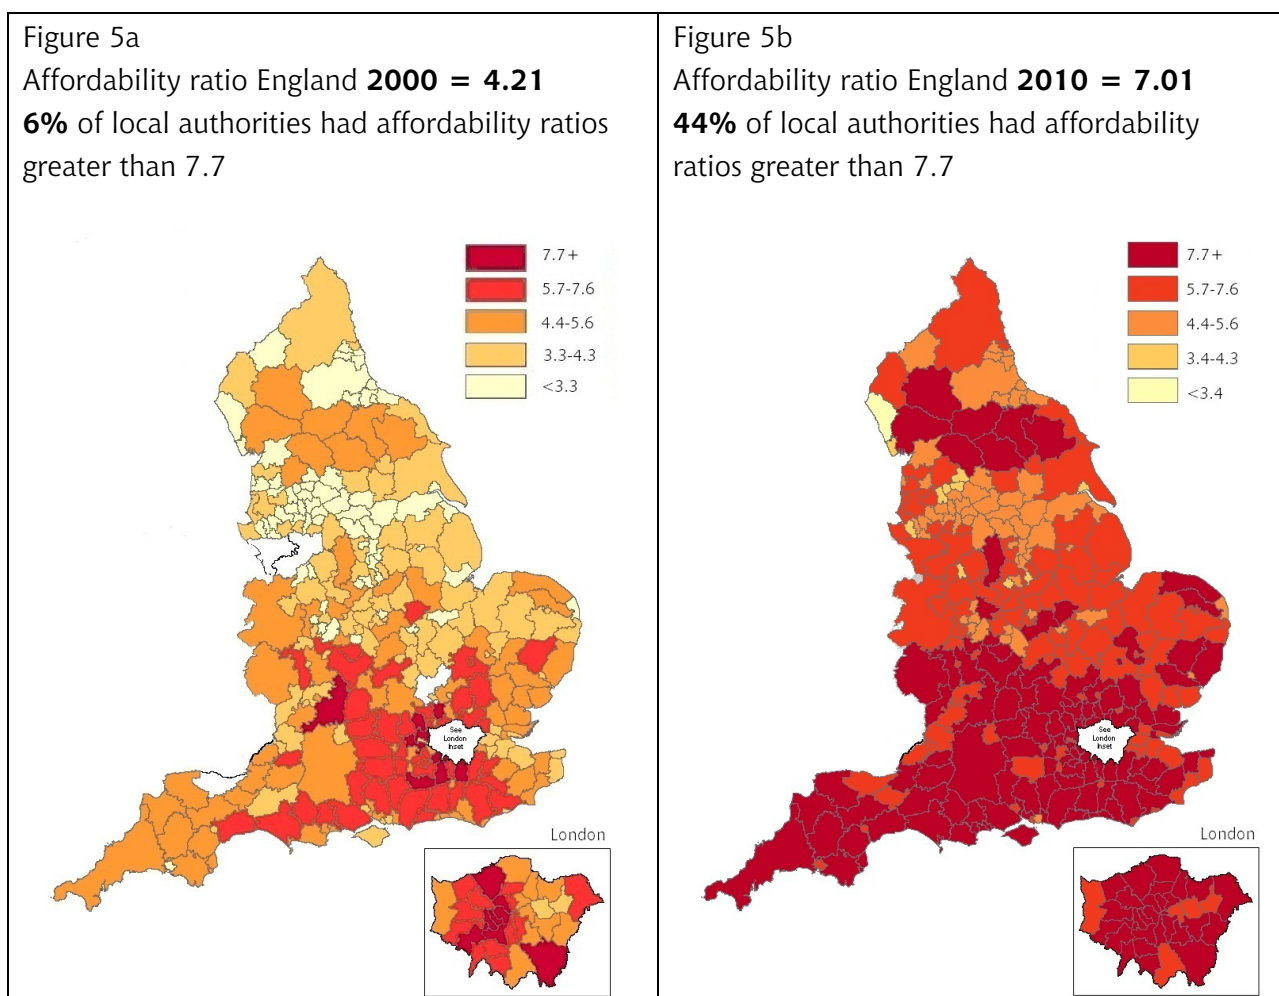 Figure 5a
Affordability ratio England 2000 = 4.21
6% of local authorities had affordability ratios
greater than 7.7
7.7+
5.7-7.6
4.4-5.6
3.3-4.3
<3.3
See
London
Inset
London
Figure 5b
Affordability ratio England 2010 = 7.01
44% of local authorities had affordability
ratios greater than 7.7
7.7+
5.7-7.6
4.4-5.6
3.4-4.3
<3.4
See
London
Inset
London